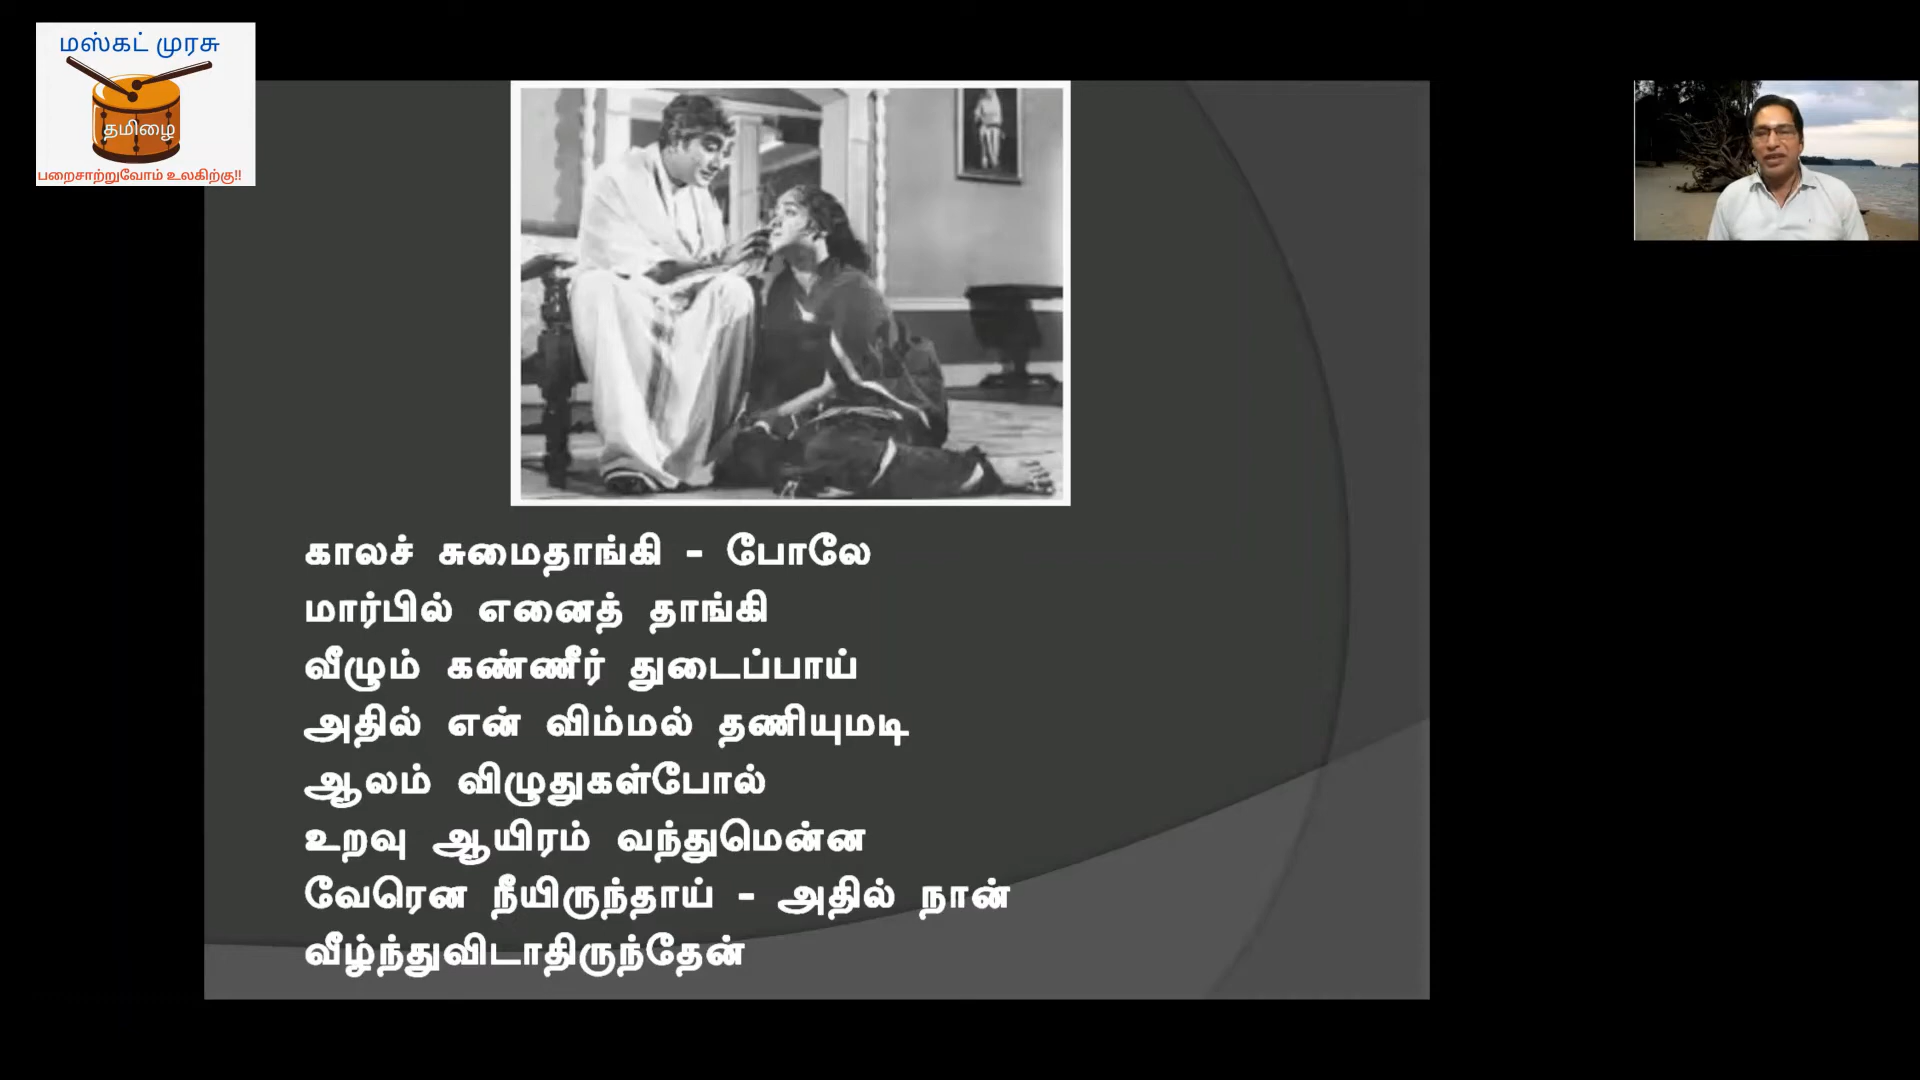 மஸ்கட் முரசு
தமிழை
பறைசாற்றுவோம் உலகிற்கு!!
காலச் சுமைதாங்கி - போலே
மார்பில் எனைத் தாங்கி
வீழும் கண்ணீர் துடைப்பாய்
அதில் என் விம்மல் தணியுமடி
ஆலம் விழுதுகள்போல்
உறவு ஆயிரம் வந்துமென்ன
வேரென நீயிருந்தாய் - அதில் நான்
வீழ்ந்துவிடாதிருந்தேன்